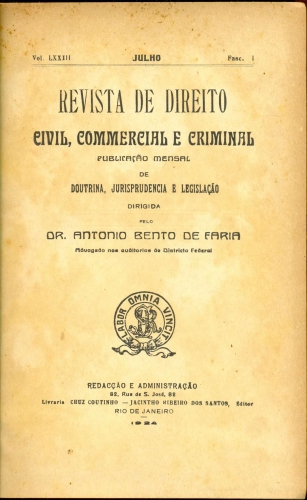 Vol. LXXIII JULHO Fasc. 1
REVISTA DE DIREITO
CIVIL, COMMERCIAL E CRIMINAL
PUBLICAÇÃO MENSAL
DE
DOUTRINA, JURISPRUDENCIA E LEGISLAÇÃO
DIRIGIDA
PELO
DR. ANTONIO BENTO DE FARIA
Advogado nos auditorios do Districto Federal
LABOR OMNIA VINCIT
REDACÇÃO E ADMINISTRAÇÃO
82, Rua de S. José, 82
Livraria CRUZ COUTINHO — JACINTHO RIBEIRO DOS SANTOS, Editor
RIO DE JANEIRO
1924